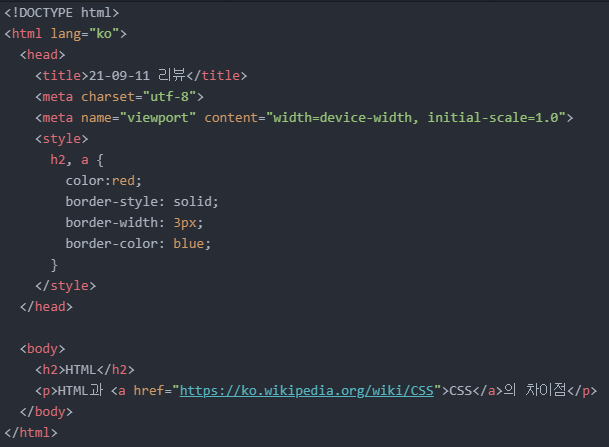 <!DOCTYPE html>
<html lang="ko">
  <head>
    <title>21-09-11 리뷰</title>
    <meta charset="utf-8">
    <meta name="viewport" content="width=device-width, initial-scale=1.0">
    <style>
      h2, a {
        color:red;
        border-style: solid;
        border-width: 3px;
        border-color: blue;
      }
    </style>
  </head>

  <body>
    <h2>HTML</h2>
    <p>HTML과 <a href="https://ko.wikipedia.org/wiki/CSS">CSS</a>의 차이점</p>
  </body>
</html>